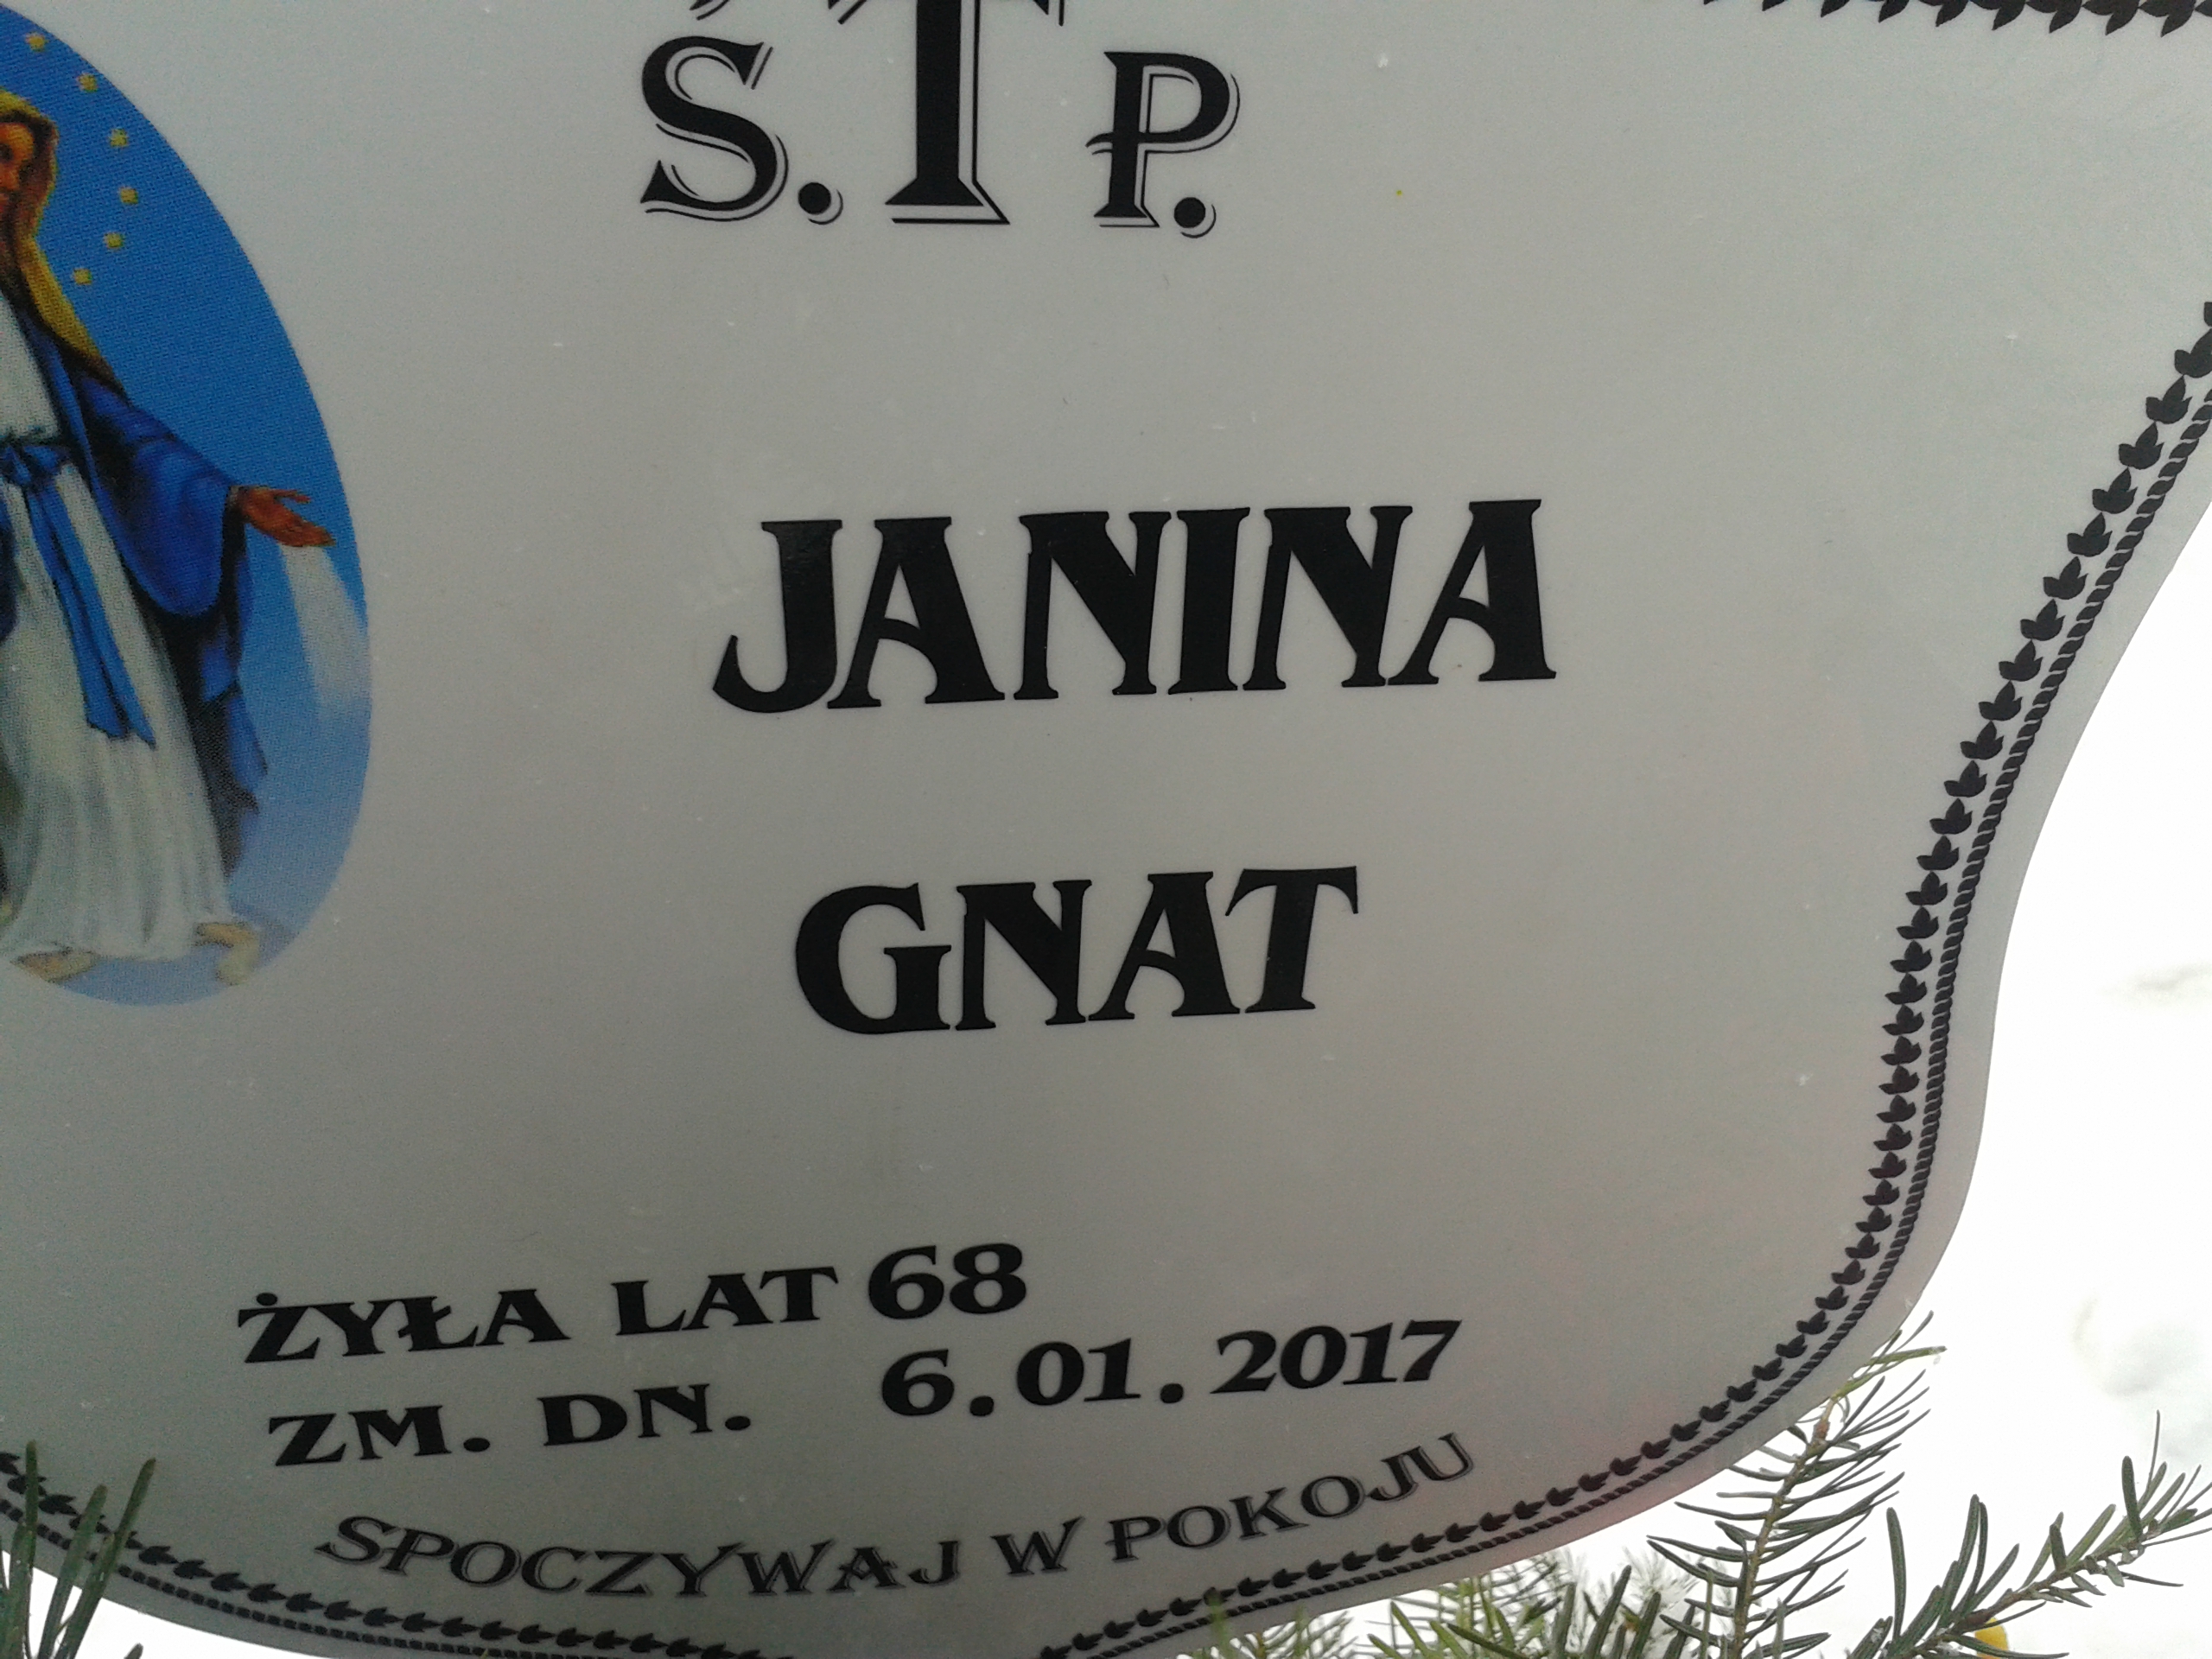 Ś.T P.
JANINA
GNAT
ŻYŁA LAT 68
ZM. DN. 6.01.2017
SPOCZYWAJ W POKOJU